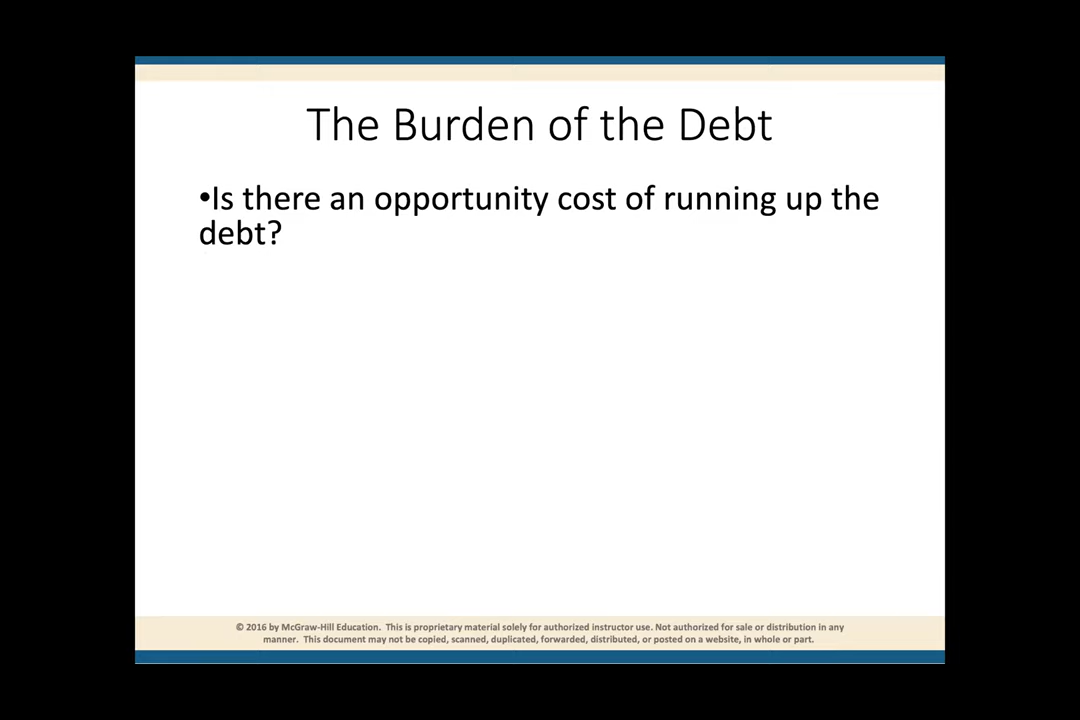 The Burden of the Debt
•Is there an opportunity cost of running up the
debt?
© 2016 by McGraw-Hill Education.  This is proprietary material solely for authorized instructor use. Not authorized for sale or distribution in any
manner.  This document may not be copied, scanned, duplicated, forwarded, distributed, or posted on a website, in whole or part.